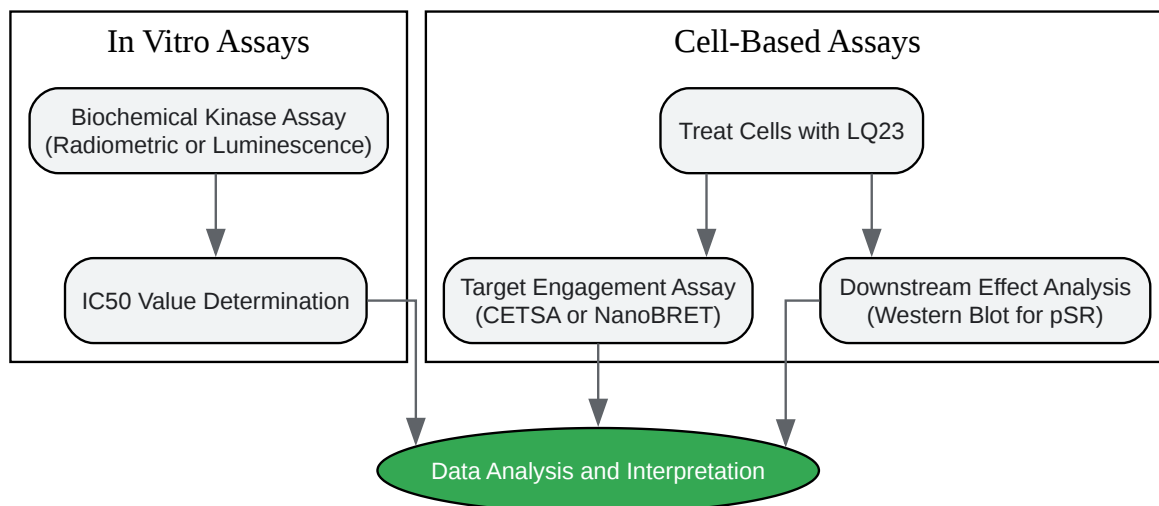 In Vitro Assays
Biochemical Kinase Assay
(Radiometric or Luminescence)
IC50 Value Determination
Cell-Based Assays
Treat Cells with LQ23
Target Engagement Assay
(CETSA or NanoBRET)
Downstream Effect Analysis
(Western Blot for pSR)
Data Analysis and Interpretation